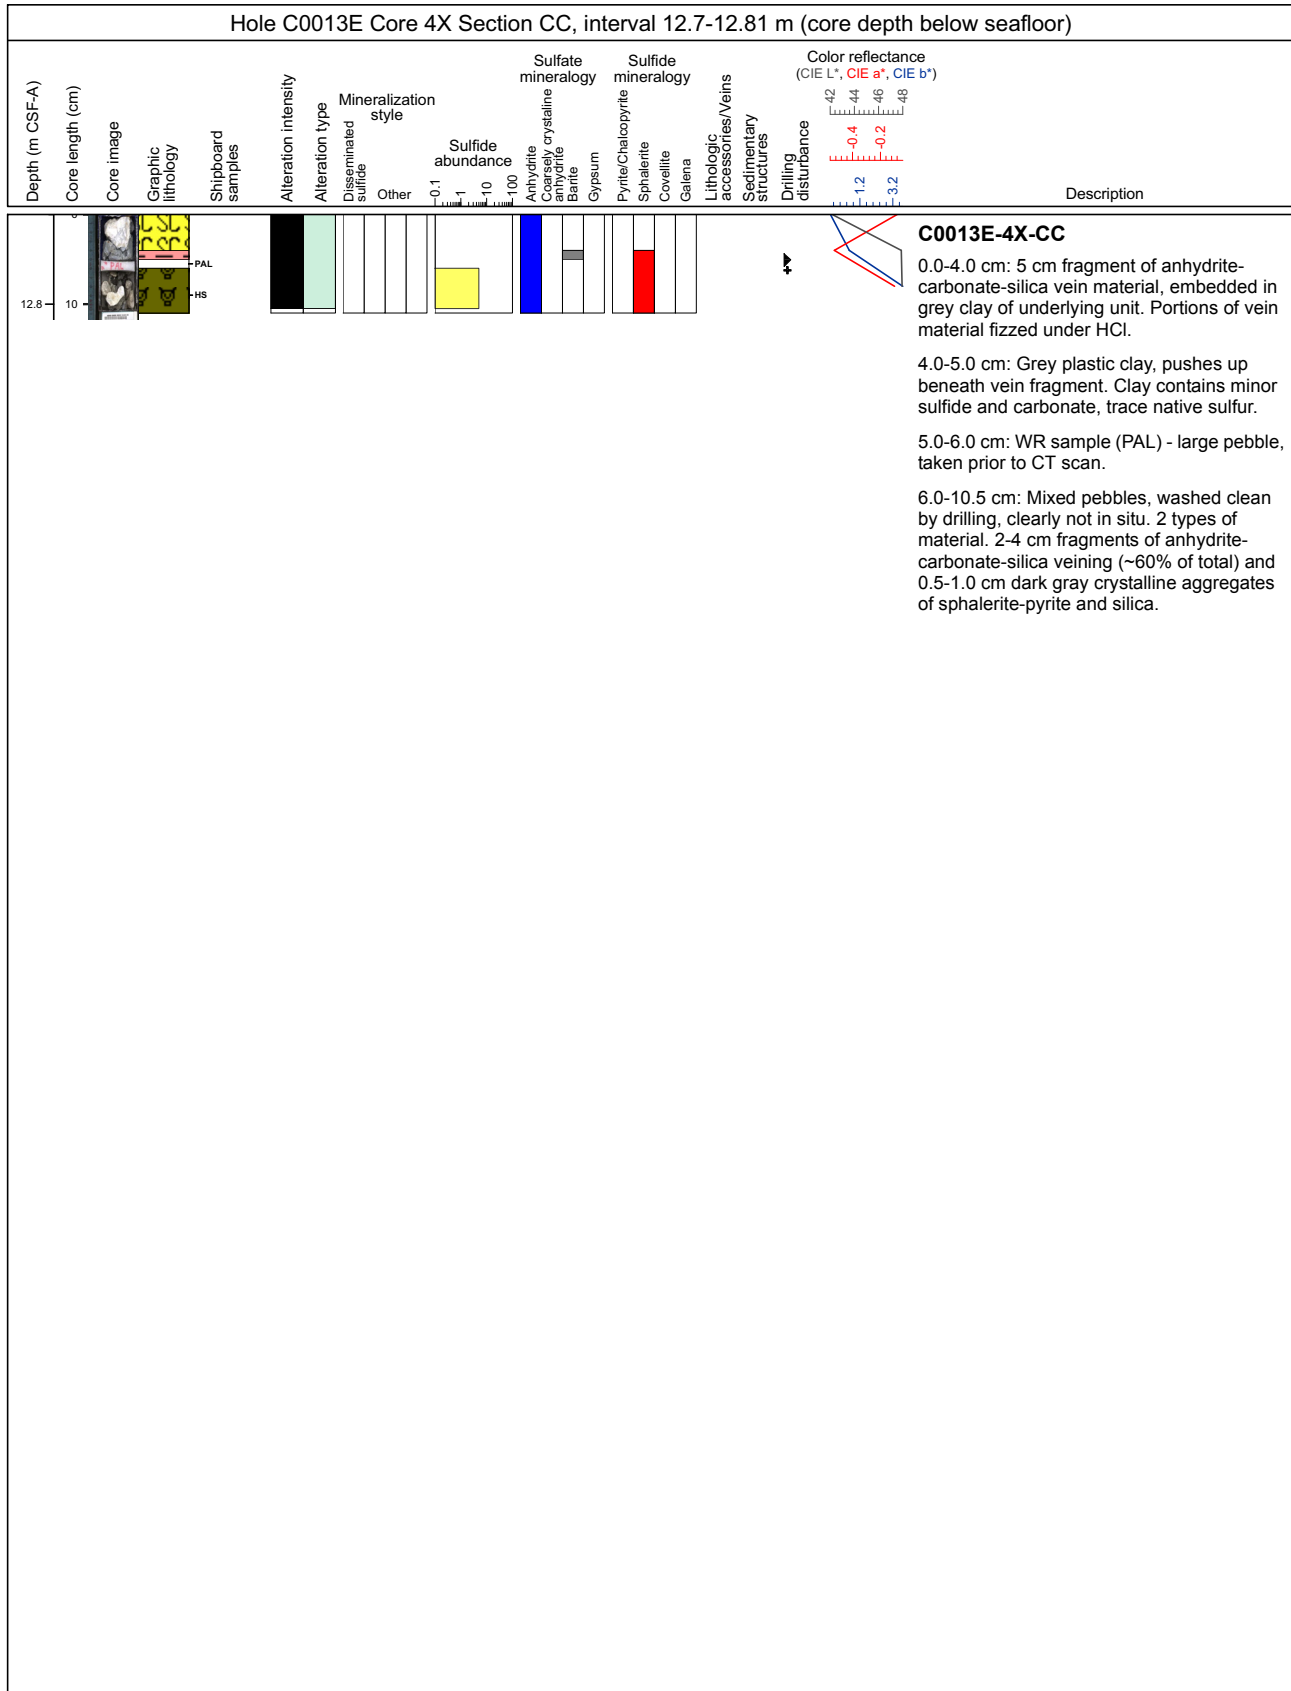 Hole C0013E Core 4X Section CC, interval 12.7-12.81 m (core depth below seafloor)
Depth (m CSF-A)
Core length (cm)
Core image
Graphic
lithology
Shipboard
samples
Alteration intensity
Alteration type
Mineralization
style
Disseminated
sulfide
Other
Sulfide
abundance
0.1
1
10
100
Sulfate
mineralogy
Anhydrite
Coarsely crystaline
anhydrite
Barite
Gypsum
Sulfide
mineralogy
Pyrite/Chalcopyrite
Sphalerite
Covellite
Galena
Lithologic
accessories/Veins
Sedimentary
structures
Drilling
disturbance
Color reflectance
(CIE L*, CIE a*, CIE b*)
42
44
46
48
-0.4
-0.2
1.2
3.2
Description
0
PAL
* PAL
HS
12.8
10
C0013E-4X-CC
0.0-4.0 cm: 5 cm fragment of anhydrite-
carbonate-silica vein material, embedded in
grey clay of underlying unit. Portions of vein
material fizzed under HCl.
4.0-5.0 cm: Grey plastic clay, pushes up
beneath vein fragment. Clay contains minor
sulfide and carbonate, trace native sulfur.
5.0-6.0 cm: WR sample (PAL) - large pebble,
taken prior to CT scan.
6.0-10.5 cm: Mixed pebbles, washed clean
by drilling, clearly not in situ. 2 types of
material. 2-4 cm fragments of anhydrite-
carbonate-silica veining (~60% of total) and
0.5-1.0 cm dark gray crystalline aggregates
of sphalerite-pyrite and silica.